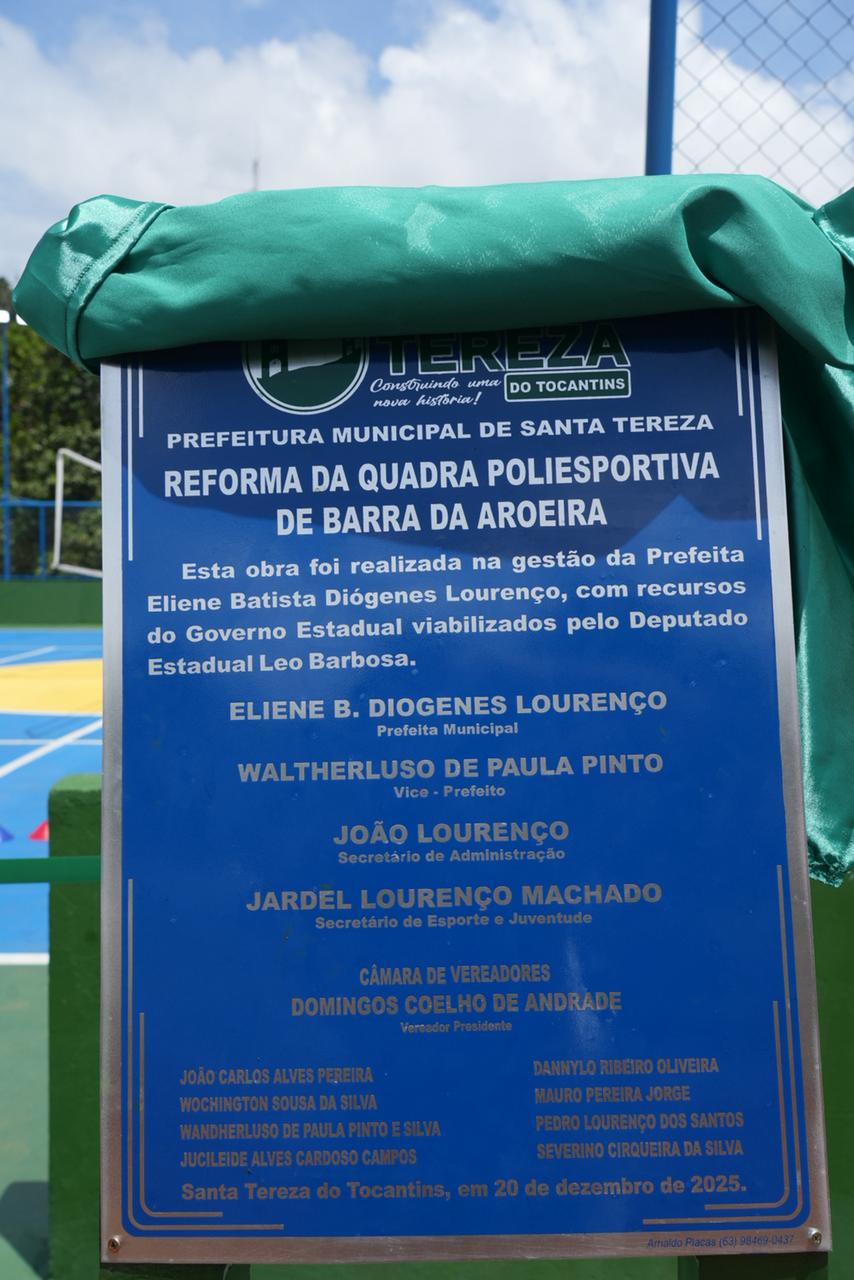 TEREZA
Construindo uma
nova história!
DO TOCANTINS
PREFEITURA MUNICIPAL DE SANTA TEREZA
REFORMA DA QUADRA POLIESPORTIVA
DE BARRA DA AROEIRA
Esta obra foi realizada na gestão da Prefeita
Eliene Batista Diógenes Lourenço, com recursos
do Governo Estadual viabilizados pelo Deputado
Estadual Leo Barbosa.
ELIENE B. DIOGENES LOURENÇO
Prefeita Municipal
WALTHERLUSO DE PAULA PINTO
Vice - Prefeito
JOÃO LOURENÇO
Secretário de Administração
JARDEL LOURENÇO MACHADO
Secretário de Esporte e Juventude
CÂMARA DE VEREADORES
DOMINGOS COELHO DE ANDRADE
Vereador Presidente
JOÃO CARLOS ALVES PEREIRA
WOCHINGTON SOUSA DA SILVA
WANDHERLUSO DE PAULA PINTO E SILVA
JUCILEIDE ALVES CARDOSO CAMPOS
DANNYLO RIBEIRO OLIVEIRA
MAURO PEREIRA JORGE
PEDRO LOURENÇO DOS SANTOS
SEVERINO CIRQUEIRA DA SILVA
Santa Tereza do Tocantins, em 20 de dezembro de 2025.
Arnaldo Placas (63) 98469-0437